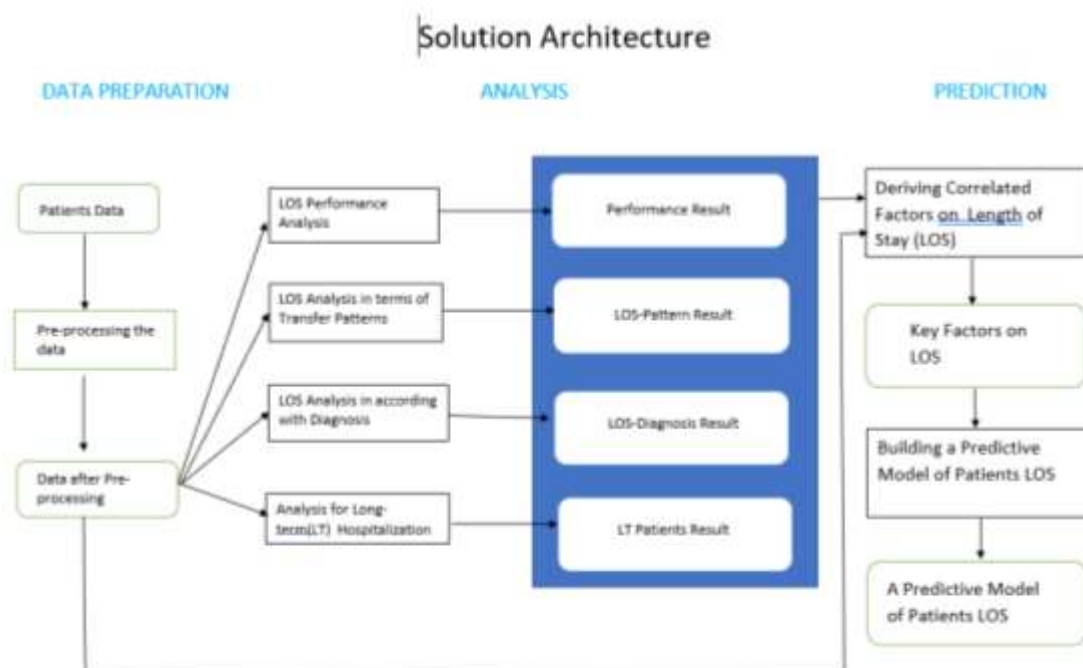 Solution Architecture
DATA PREPARATION
ANALYSIS
PREDICTION
Patients Data
Pre-processing the
data
Data after Pre-
processing
LOS Performance
Analysis
LOS Analysis in terms of
Transfer Patterns
LOS Analysis in according
with Diagnosis
Analysis for Long-
term(LT) Hospitalization
Performance Result
LOS-Pattern Result
LOS-Diagnosis Result
LT Patients Result
Deriving Correlated
Factors on Length of
Stay (LOS)
Key Factors on
LOS
Building a Predictive
Model of Patients LOS
A Predictive Model
of Patients LOS